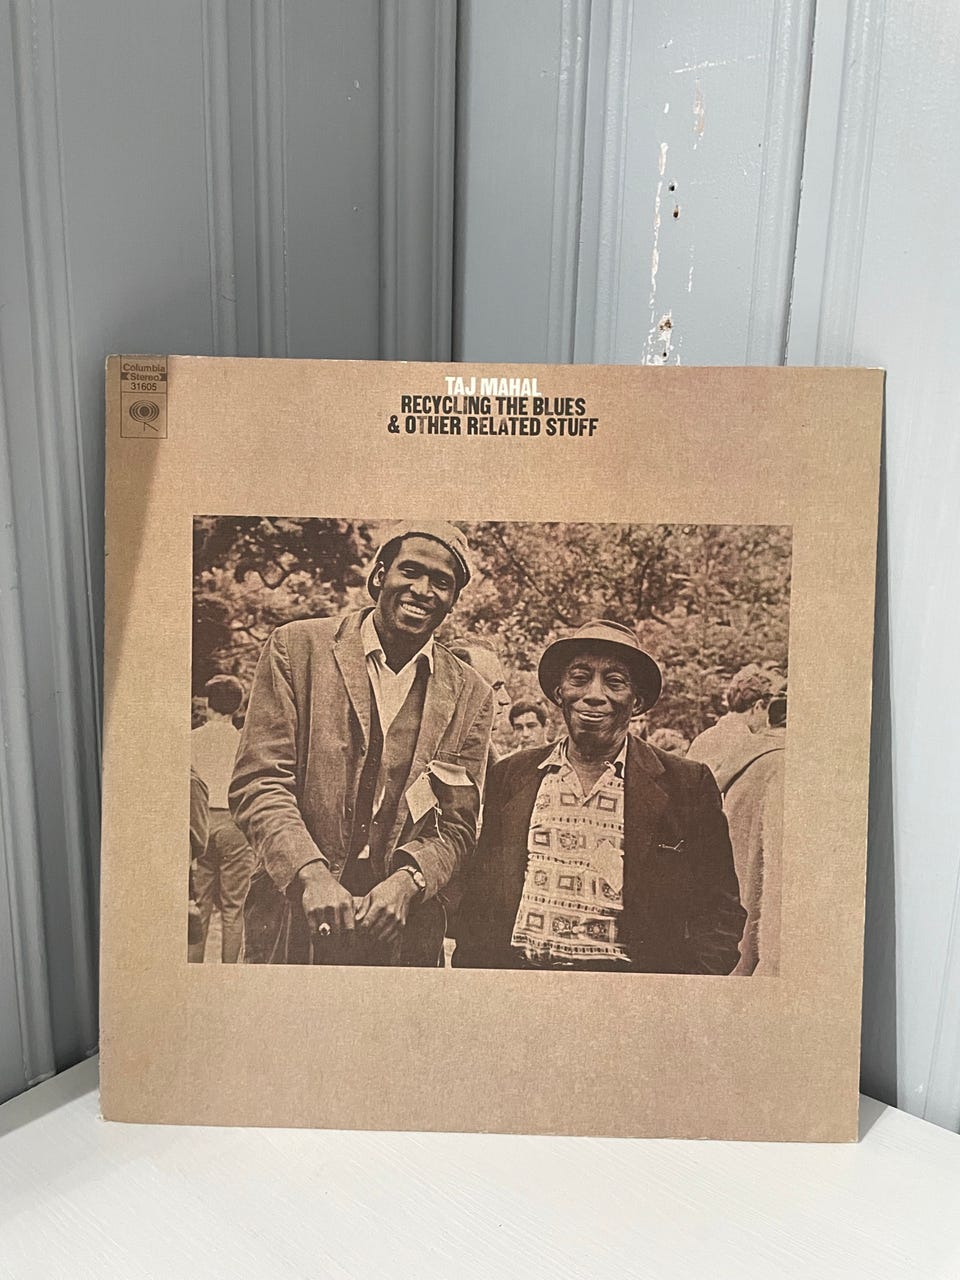 Columbia
Stereo
31605
TAJ MAHAL
RECYCLING THE BLUES
& OTHER RELATED STUFF